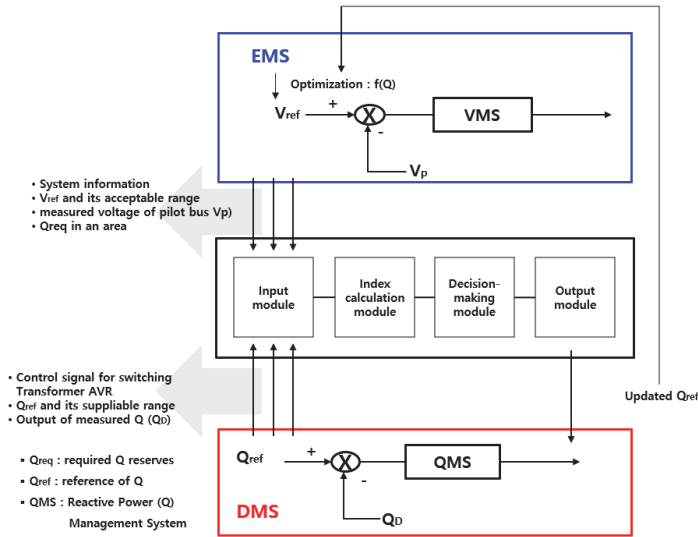 EMS
Optimization : f(Q)
Vref
+
X
-
VMS
Vp
• System information
• Vref and its acceptable range
• measured voltage of pilot bus Vp)
• Qreq in an area
Input
module
Index
calculation
module
Decision-
making
module
Output
module
• Control signal for switching
Transformer AVR
• Qref and its suppliable range
• Output of measured Q (QD)
Updated Qref
▪ Qreq : required Q reserves
▪ Qref : reference of Q
▪ QMS : Reactive Power (Q)
Management System
Qref
+
X
-
QMS
DMS
QD